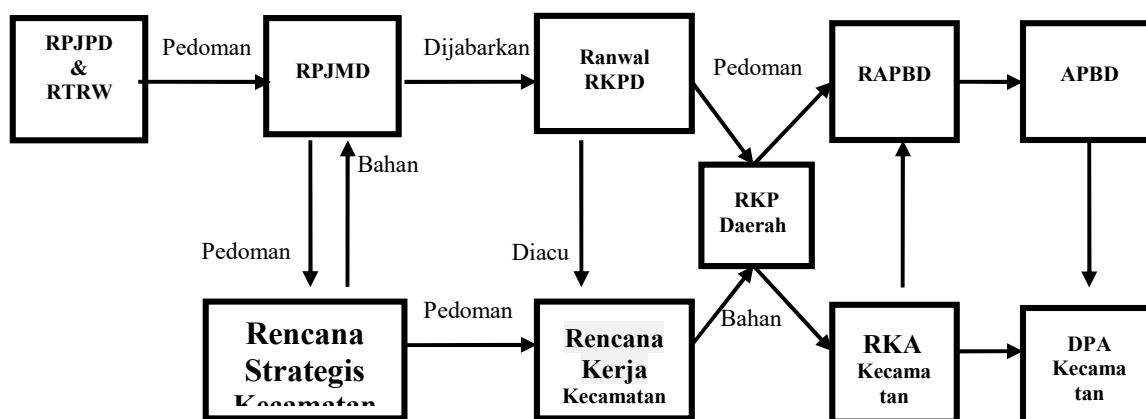 RPJPD
&
RTRW
Pedoman
RPJMD
Dijabarkan
Ranwal
RKPD
Pedoman
RAPBD
APBD
Bahan
RKP
Daerah
Pedoman
Diacu
Rencana
Strategis
Kecamatan
Pedoman
Rencana
Kerja
Kecamatan
Bahan
RKA
Kecama
tan
DPA
Kecama
tan